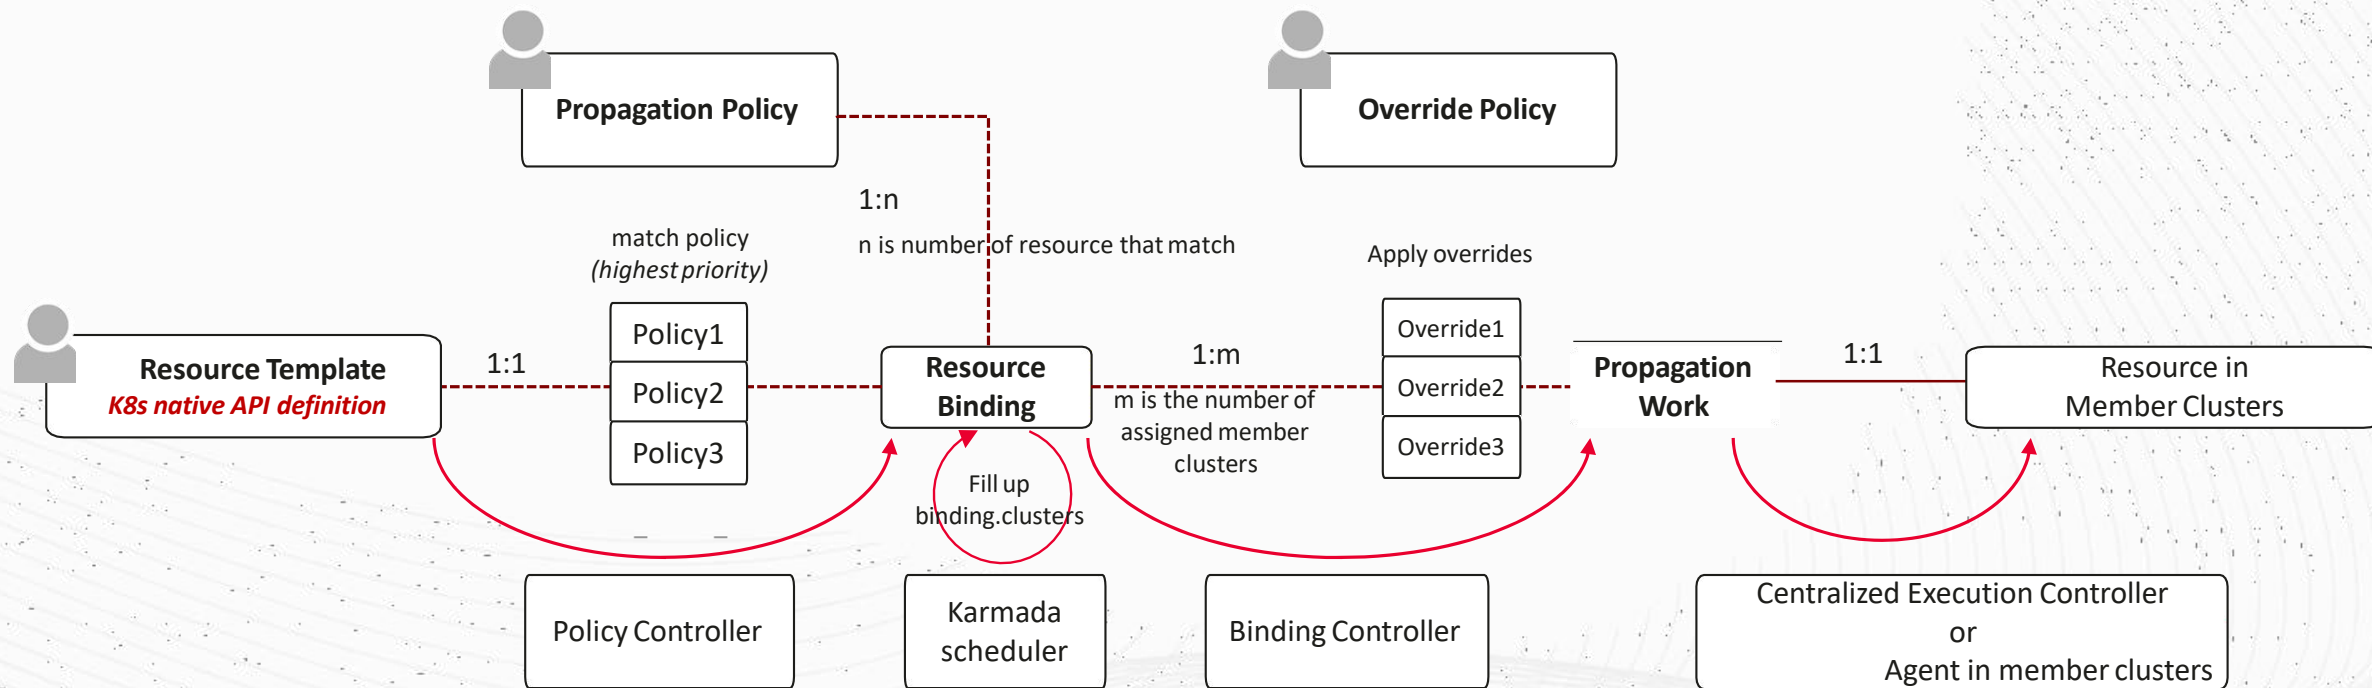 Propagation Policy
Override Policy
1:n
n is number of resource that match
match policy
(highest priority)
Apply overrides
Resource Template
K8s native API definition
1:1
Policy1
Policy2
Policy3
Resource
Binding
1:m
m is the number of
assigned member
clusters
Override1
Override2
Override3
Propagation
Work
1:1
Resource in
Member Clusters
Fill up
binding.clusters
Policy Controller
Karmada
scheduler
Binding Controller
Centralized Execution Controller
or
Agent in member clusters